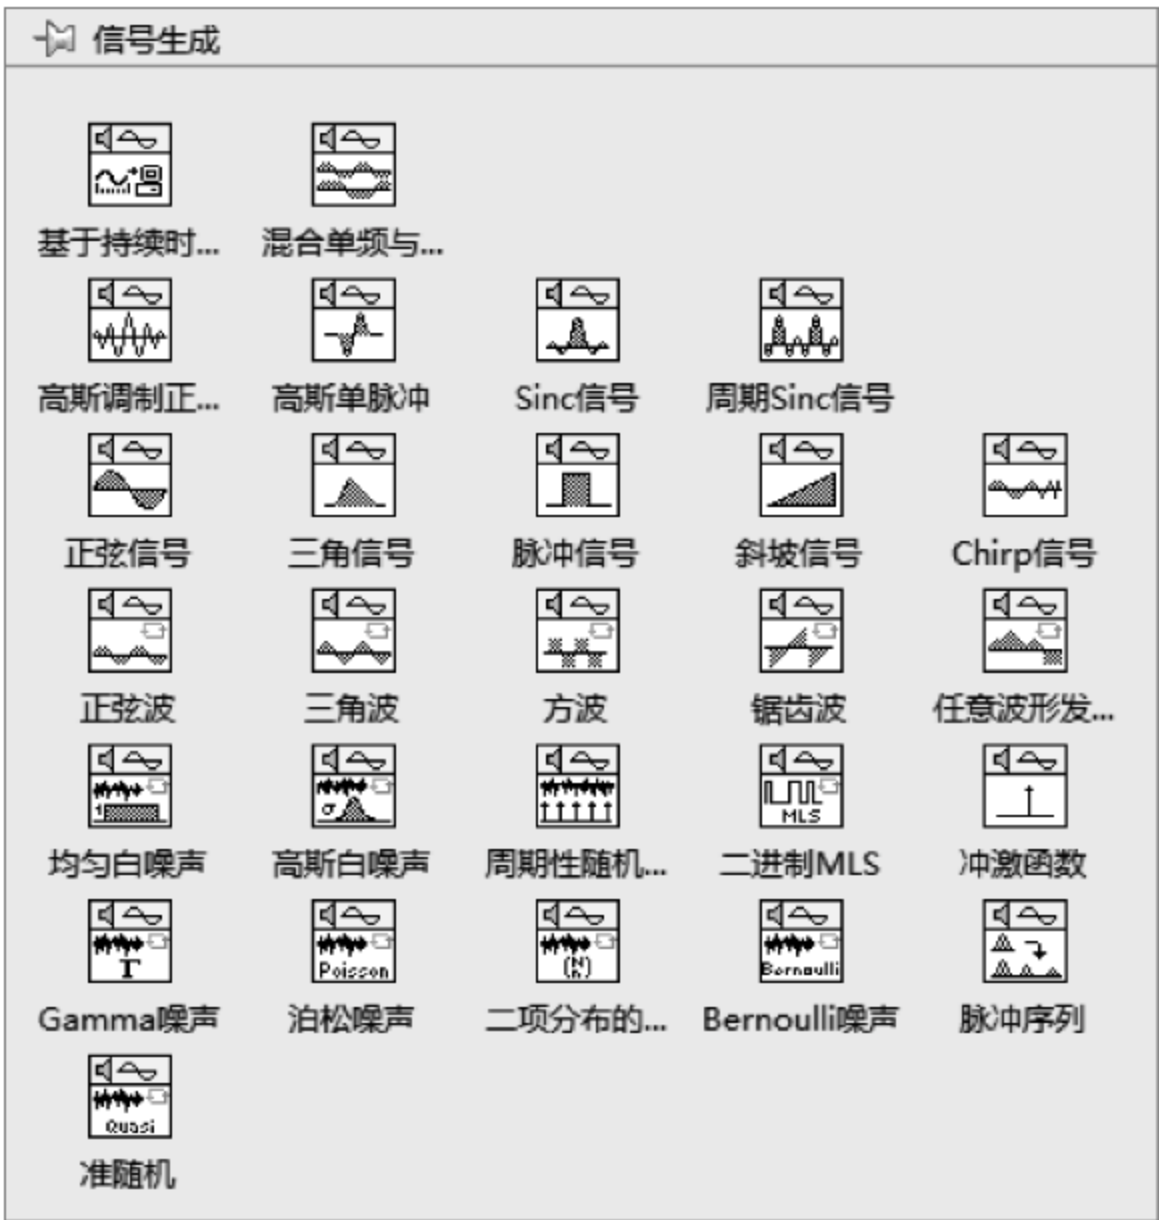 信号生成
基于持续时... 混合单频与...
高斯调制正... 高斯单脉冲 Sinc信号 周期Sinc信号
正弦信号 三角信号 脉冲信号 斜坡信号 Chirp信号
正弦波 三角波 方波 锯齿波 任意波形发...
1 σ MLS
均匀白噪声 高斯白噪声 周期性随机... 二进制MLS 冲激函数
Γ Poisson (N n) Bernoulli
Gamma噪声 泊松噪声 二项分布的... Bernoulli噪声 脉冲序列
Quasi
准随机